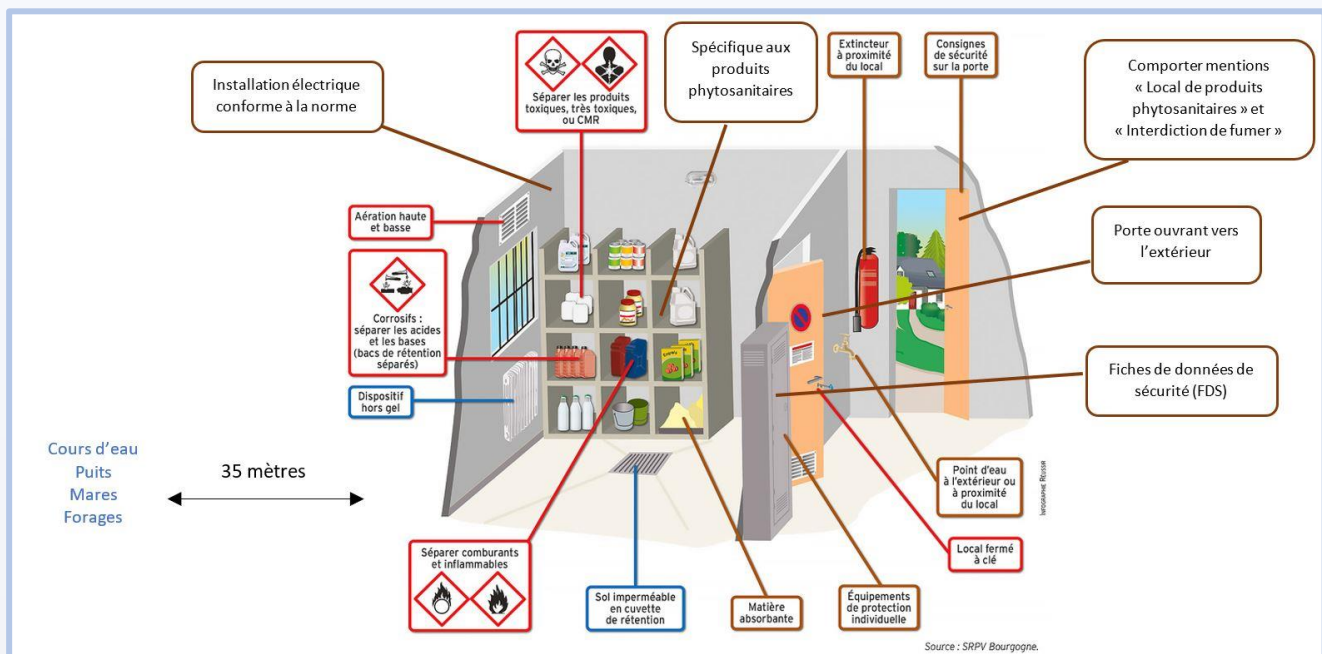 Installation électrique
conforme à la norme
Séparer les produits
toxiques, très toxiques,
ou CMR
Spécifique aux
produits
phytosanitaires
Extincteur
à proximité
du local
Consignes
de sécurité
sur la porte
Comporter mentions
« Local de produits
phytosanitaires » et
« Interdiction de fumer »
Aération haute
et basse
Porte ouvrant vers
l'extérieur
Corrosifs :
séparer les acides
et les bases
(bacs de rétention
séparés)
Fiches de données de
sécurité (FDS)
Dispositif
hors gel
Cours d'eau
Puits
Mares
Forages
35 mètres
Point d'eau
à l'extérieur ou
à proximité
du local
INFOGRAPHIE RÉUSSIR
Local fermé
à clé
Séparer comburants
et inflammables
Sol imperméable
en cuvette
de rétention
Matière
absorbante
Équipements
de protection
individuelle
Source : SRPV Bourgogne.